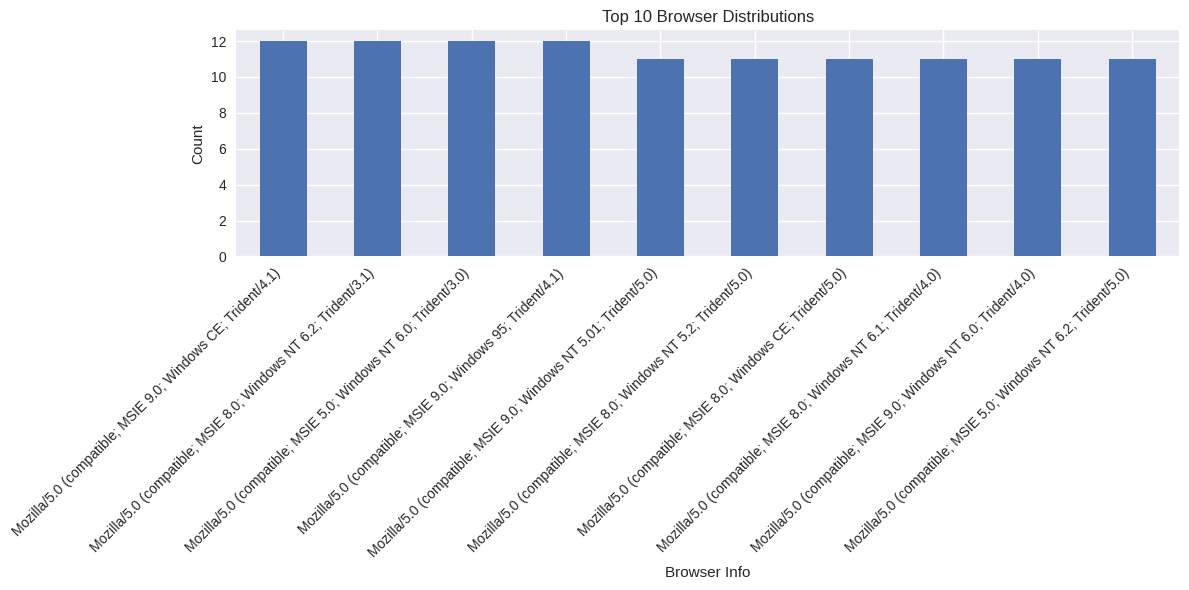 Top 10 Browser Distributions
Count
12
10
8
6
4
2
0
Mozilla/5.0 (compatible; MSIE 9.0; Windows CE; Trident/4.1)
Mozilla/5.0 (compatible; MSIE 8.0; Windows NT 6.2; Trident/3.1)
Mozilla/5.0 (compatible; MSIE 5.0; Windows NT 6.0; Trident/3.0)
Mozilla/5.0 (compatible; MSIE 9.0; Windows 95; Trident/4.1)
Mozilla/5.0 (compatible; MSIE 9.0; Windows NT 5.01; Trident/5.0)
Mozilla/5.0 (compatible; MSIE 8.0; Windows NT 5.2; Trident/5.0)
Mozilla/5.0 (compatible; MSIE 8.0; Windows CE; Trident/5.0)
Mozilla/5.0 (compatible; MSIE 8.0; Windows NT 6.1; Trident/4.0)
Mozilla/5.0 (compatible; MSIE 9.0; Windows NT 6.0; Trident/4.0)
Mozilla/5.0 (compatible; MSIE 5.0; Windows NT 6.2; Trident/5.0)
Browser Info